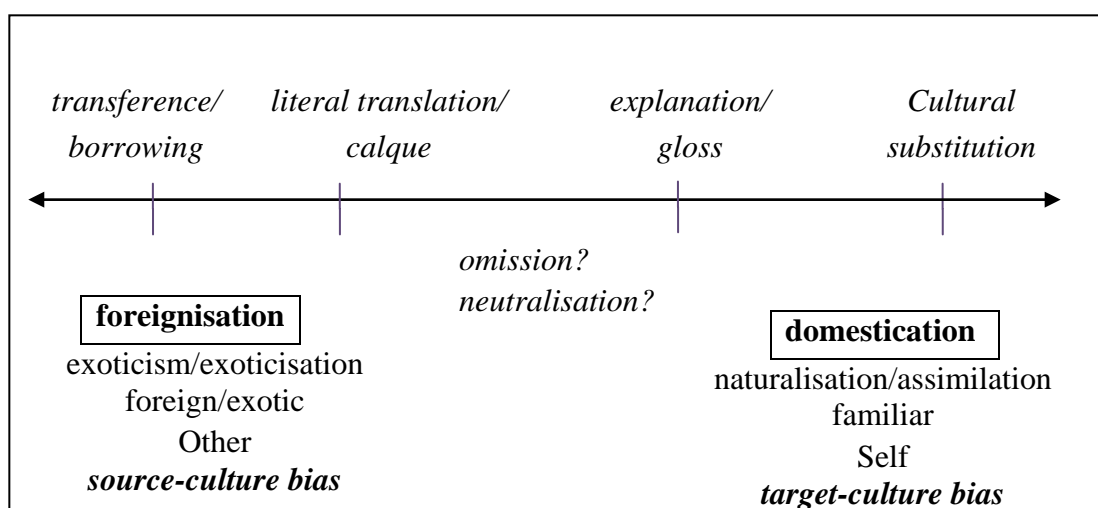 transference/
borrowing
literal translation/
calque
explanation/
gloss
Cultural
substitution
omission?
neutralisation?
foreignisation
exoticism/exoticisation
foreign/exotic
Other
source-culture bias
domestication
naturalisation/assimilation
familiar
Self
target-culture bias